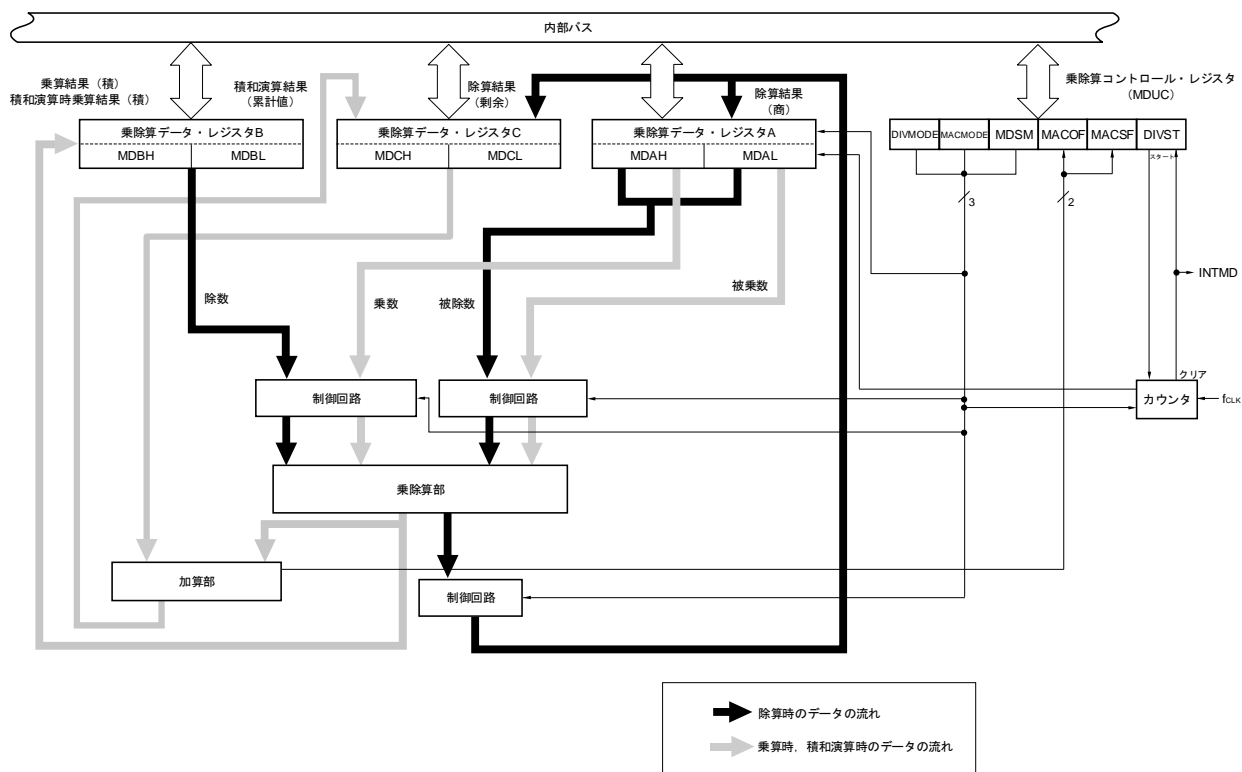 内部バス
乗算結果（積）
積和演算時乗算結果（積）
積和演算結果
（累計値）
除算結果
（剰余）
除算結果
（商）
乗除算コントロール・レジスタ
（MDUC）
乗除算データ・レジスタB
MDBH
MDBL
乗除算データ・レジスタC
MDCH
MDCL
乗除算データ・レジスタA
MDAH
MDAL
DIVMODE
MACMODE
MDSM
MACOF
MACSF
DIVST
スタート
3
2
INTMD
除数
乗数
被除数
被乗数
クリア
カウンタ
fCLK
制御回路
制御回路
乗除算部
加算部
制御回路
除算時のデータの流れ
乗算時，積和演算時のデータの流れ